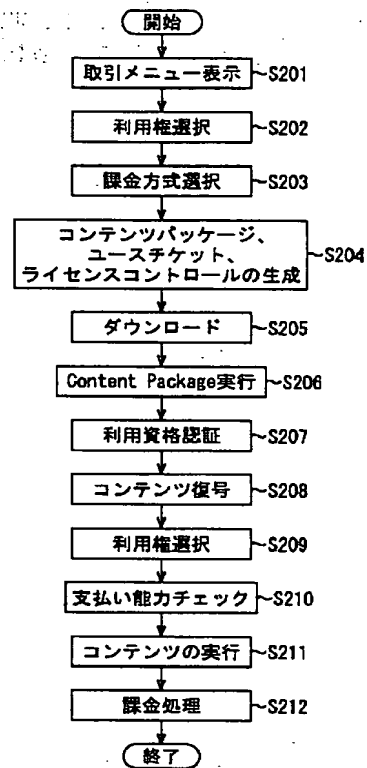 開始
取引メニュー表示 ~S201
利用権選択 ~S202
課金方式選択 ~S203
コンテンツパッケージ、
ユースチケット、
ライセンスコントロールの生成 ~S204
ダウンロード ~S205
Content Package実行 ~S206
利用資格認証 ~S207
コンテンツ復号 ~S208
利用権選択 ~S209
支払い能力チェック ~S210
コンテンツの実行 ~S211
課金処理 ~S212
終了